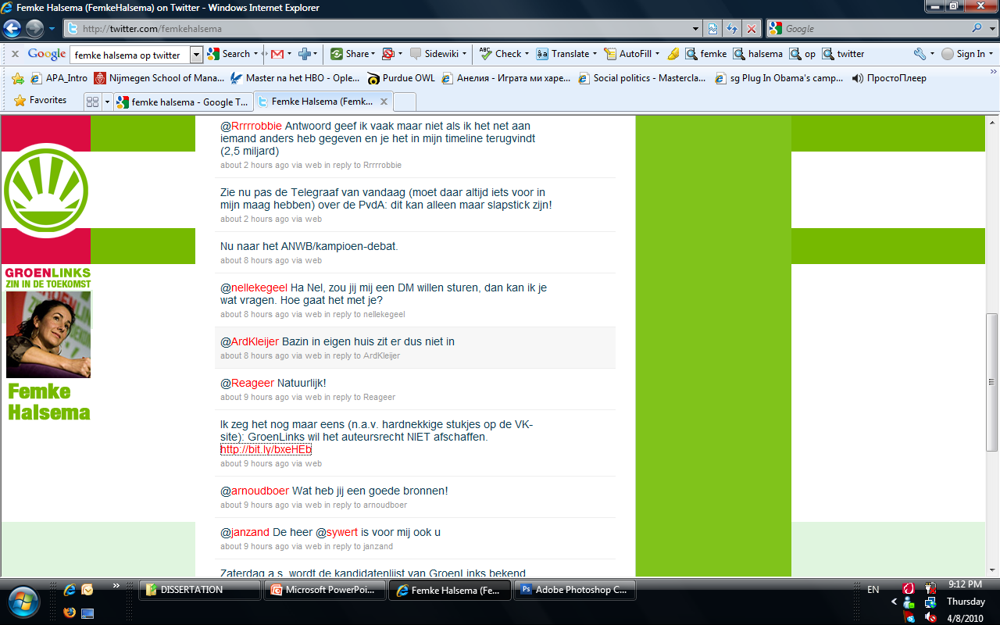 Femke Halsema (FemkeHalsema) on Twitter - Windows Internet Explorer
http://twitter.com/femkehalsema
Google
Google femke halsema op twitter Search Share Sidewiki Check Translate AutoFill femke halsema op twitter Sign In
APA_Intro Nijmegen School of Mana... Master na het HBO - Ople... Purdue OWL Анелия - Играта ми харе... Social politics - Mastercla... sg Plug In Obama's camp... ПростоПлеер
Favorites femke halsema - Google T... Femke Halsema (Femk...
@Rrrrrobbie Antwoord geef ik vaak maar niet als ik het net aan
iemand anders heb gegeven en je het in mijn timeline terugvindt
(2,5 miljard)
about 2 hours ago via web in reply to Rrrrrobbie
Zie nu pas de Telegraaf van vandaag (moet daar altijd iets voor in
mijn maag hebben) over de PvdA: dit kan alleen maar slapstick zijn!
about 2 hours ago via web
Nu naar het ANWB/kampioen-debat.
about 8 hours ago via web
@nellekegeel Ha Nel, zou jij mij een DM willen sturen, dan kan ik je
wat vragen. Hoe gaat het met je?
about 8 hours ago via web in reply to nellekegeel
@ArdKleijer Bazin in eigen huis zit er dus niet in
about 8 hours ago via web in reply to ArdKleijer
@Reageer Natuurlijk!
about 9 hours ago via web in reply to Reageer
Ik zeg het nog maar eens (n.a.v. hardnekkige stukjes op de VK-
site): GroenLinks wil het auteursrecht NIET afschaffen.
http://bit.ly/bxeHEb
about 9 hours ago via web
@arnoudboer Wat heb jij een goede bronnen!
about 9 hours ago via web in reply to arnoudboer
@janzand De heer @sywert is voor mij ook u
about 9 hours ago via web in reply to janzand
Zaterdag a.s. wordt de kandidatenlijst van GroenLinks bekend
GROENLINKS
ZIN IN DE TOEKOMST
Femke
Halsema
DISSERTATION Microsoft PowerPoi... Femke Halsema (Fe... Adobe Photoshop C... EN
9:12 PM
Thursday
4/8/2010